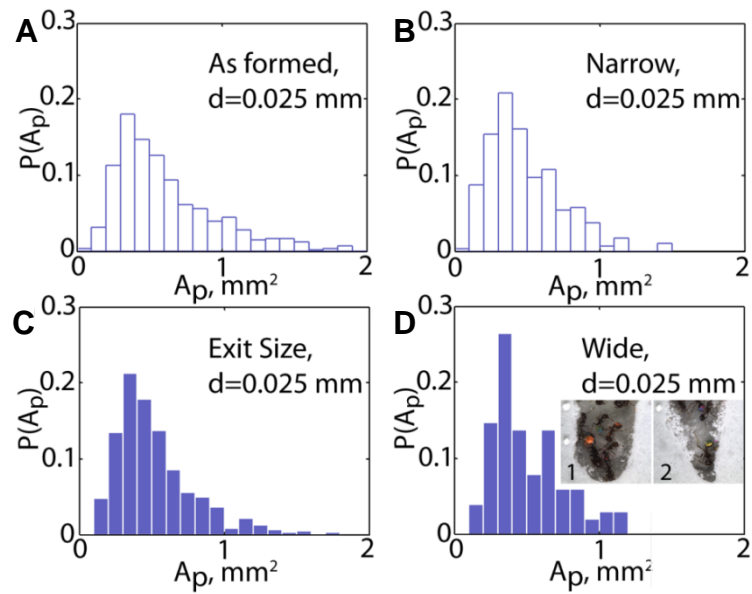 A
0.3
0.2
0.1
0
P(Ap)
As formed,
d=0.025 mm
0 1 2
Ap, mm²
B
0.3
0.2
0.1
0
P(Ap)
Narrow,
d=0.025 mm
0 1 2
Ap, mm²
C
0.3
0.2
0.1
0
P(Ap)
Exit Size,
d=0.025 mm
0 1 2
Ap, mm²
D
0.3
0.2
0.1
0
P(Ap)
Wide,
d=0.025 mm
1 2
0 1 2
Ap, mm²